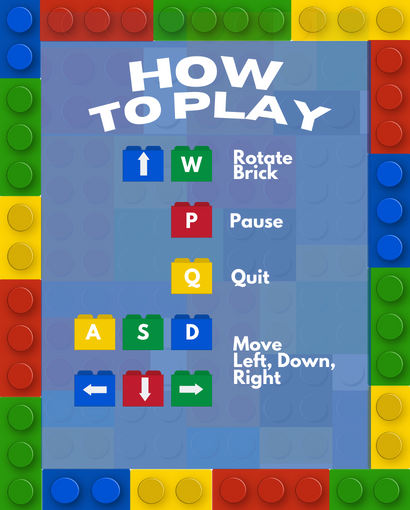 HOW
TO PLAY
↑ W Rotate
Brick
P Pause
Q Quit
A S D
Move
Left, Down,
← ↓ → Right